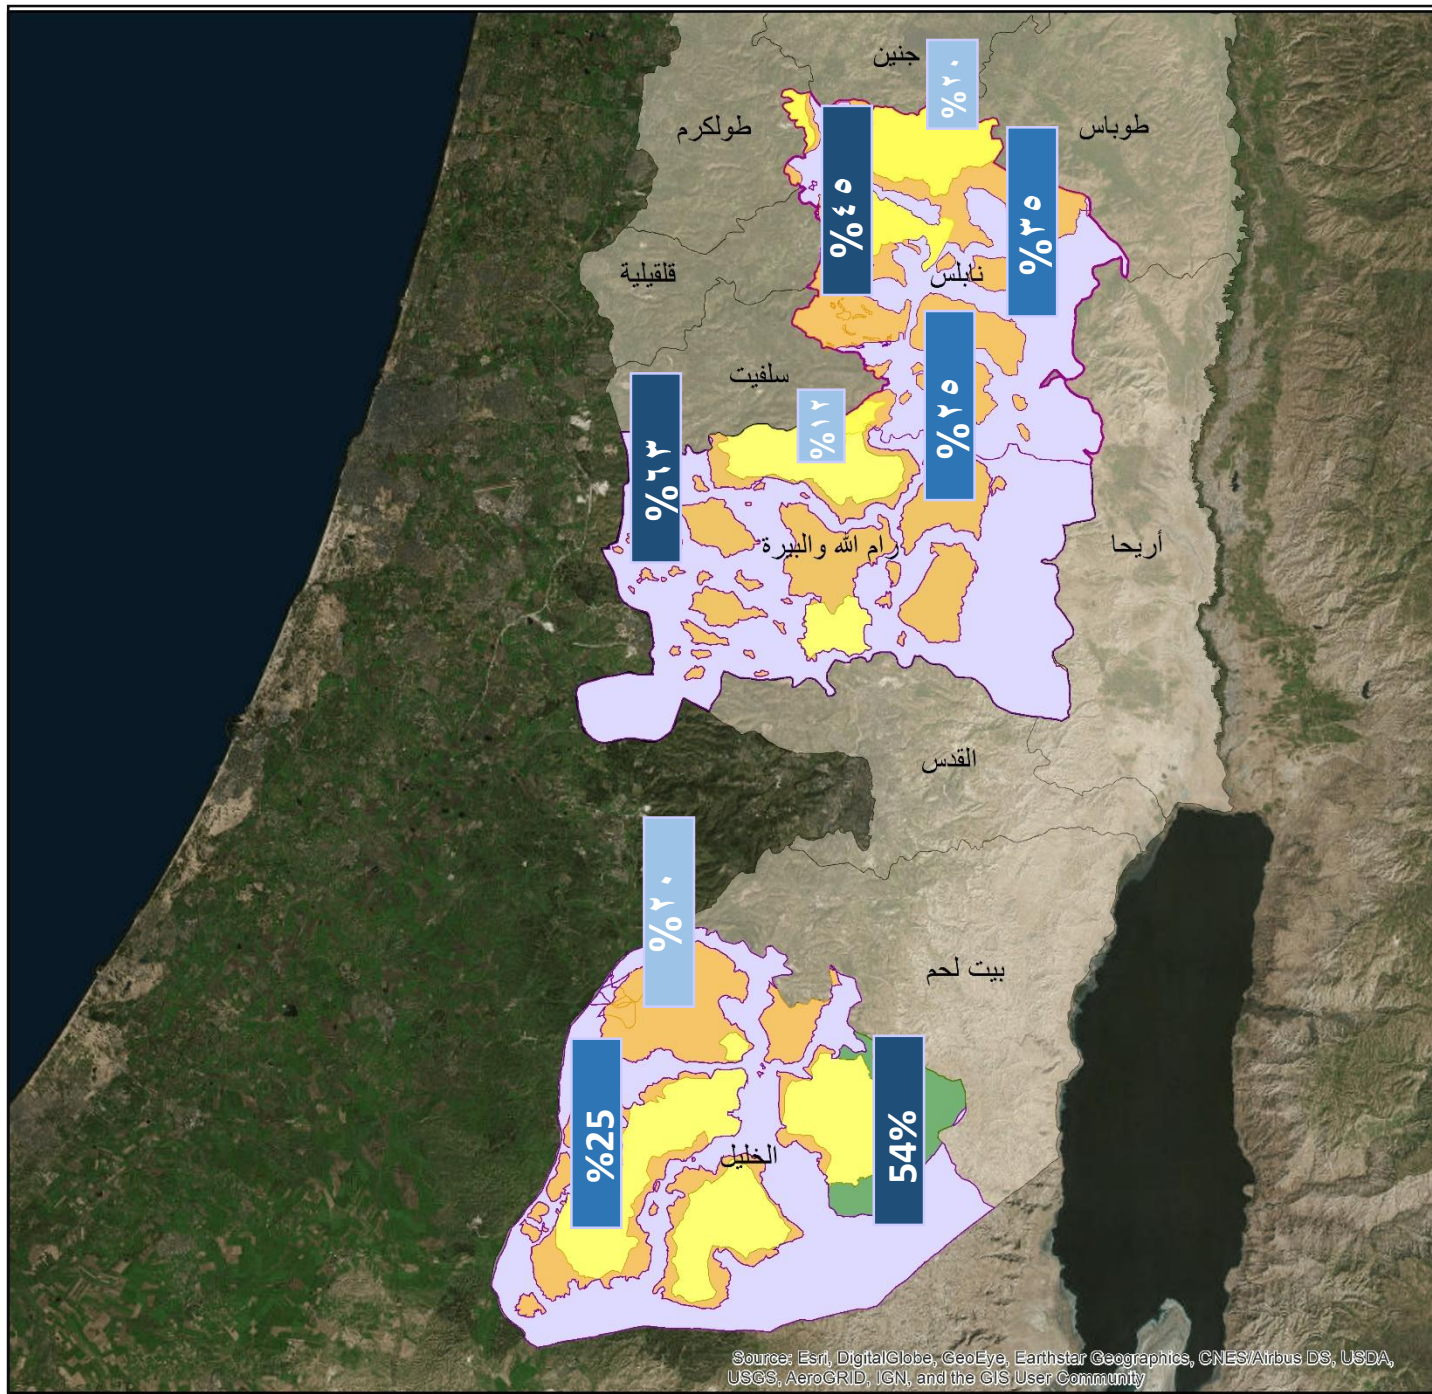 جنين
%٢٠
طولكرم
طوباس
%٤٥
%٣٥
قلقيلية
نابلس
سلفيت
%٢٥
%١٢
%٦٣
رام الله والبيرة
أريحا
القدس
%٢٠
بيت لحم
%25
الخليل
54%
Source: Esri, DigitalGlobe, GeoEye, Earthstar Geographics, CNES/Airbus DS, USDA,
USGS, AeroGRID, IGN, and the GIS User Community